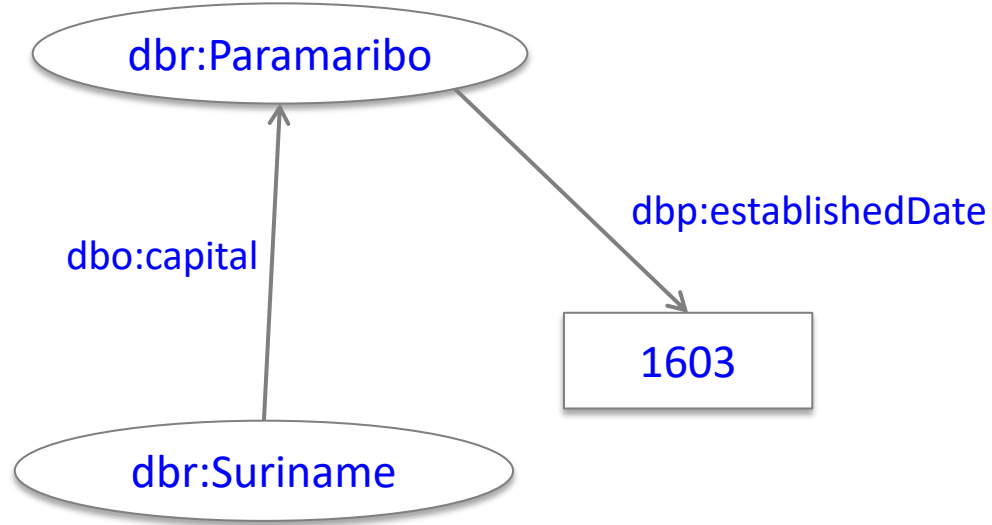 dbr:Paramaribo
dbp:establishedDate
dbo:capital
1603
dbr:Suriname